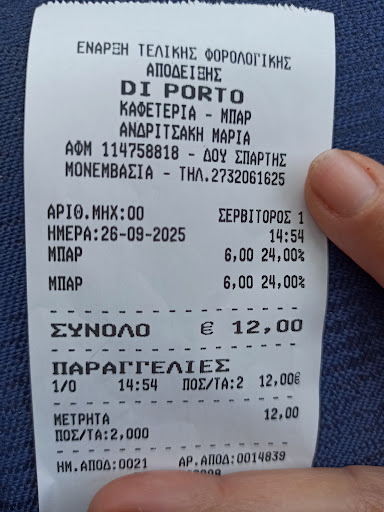 ΕΝΑΡΞΗ ΤΕΛΙΚΗΣ ΦΟΡΟΛΟΓΙΚΗΣ
ΑΠΟΔΕΙΞΗΣ
DI PORTO
ΚΑΦΕΤΕΡΙΑ - ΜΠΑΡ
ΑΝΔΡΙΤΣΑΚΗ ΜΑΡΙΑ
ΑΦΜ 114758818 - ΔΟΥ ΣΠΑΡΤΗΣ
ΜΟΝΕΜΒΑΣΙΑ - ΤΗΛ.2732061625
ΑΡΙΘ.ΜΗΧ:00 ΣΕΡΒΙΤΟΡΟΣ 1
ΗΜΕΡΑ:26-09-2025 14:54
ΜΠΑΡ 6,00 24,00%
ΜΠΑΡ 6,00 24,00%
ΣΥΝΟΛΟ € 12,00
ΠΑΡΑΓΓΕΛΙΕΣ
1/0 14:54 ΠΟΣ/ΤΑ:2 12,00€
ΜΕΤΡΗΤΑ 12,00
ΠΟΣ/ΤΑ:2,000
ΗΜ.ΑΠΟΔ:0021 ΑΡ.ΑΠΟΔ:0014839